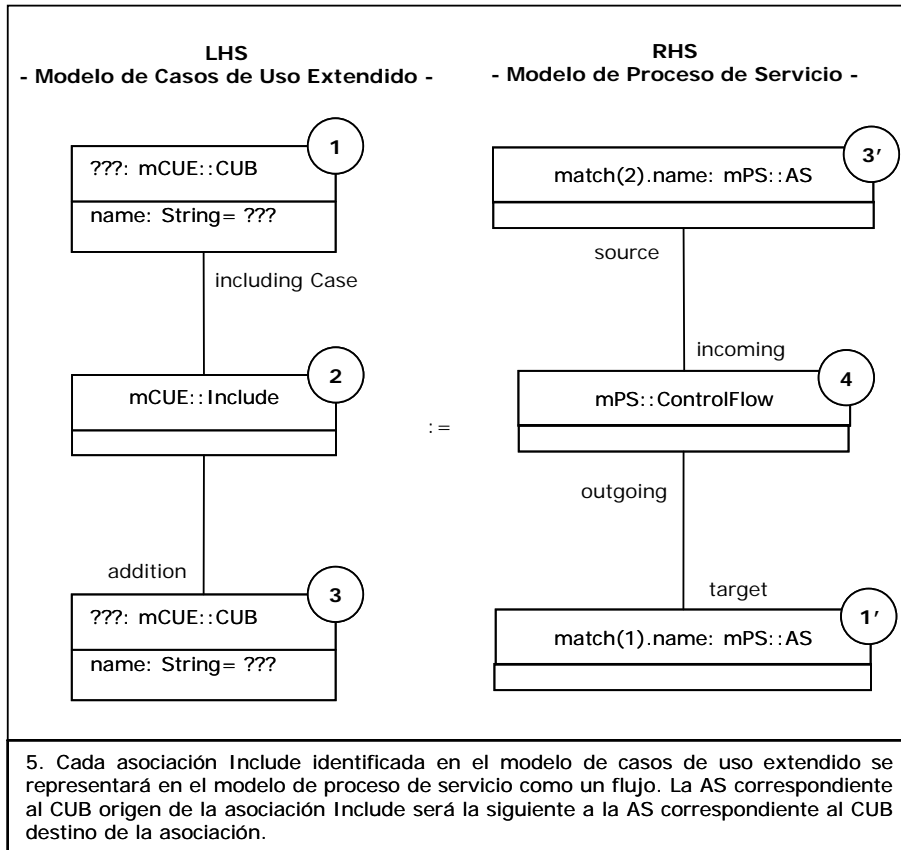 LHS
- Modelo de Casos de Uso Extendido -
RHS
- Modelo de Proceso de Servicio -
1
???: mCUE::CUB
name: String= ???
including Case
2
mCUE::Include
addition
3
???: mCUE::CUB
name: String= ???
:=
3’
match(2).name: mPS::AS
source
incoming
4
mPS::ControlFlow
outgoing
target
1’
match(1).name: mPS::AS
5. Cada asociación Include identificada en el modelo de casos de uso extendido se
representará en el modelo de proceso de servicio como un flujo. La AS correspondiente
al CUB origen de la asociación Include será la siguiente a la AS correspondiente al CUB
destino de la asociación.